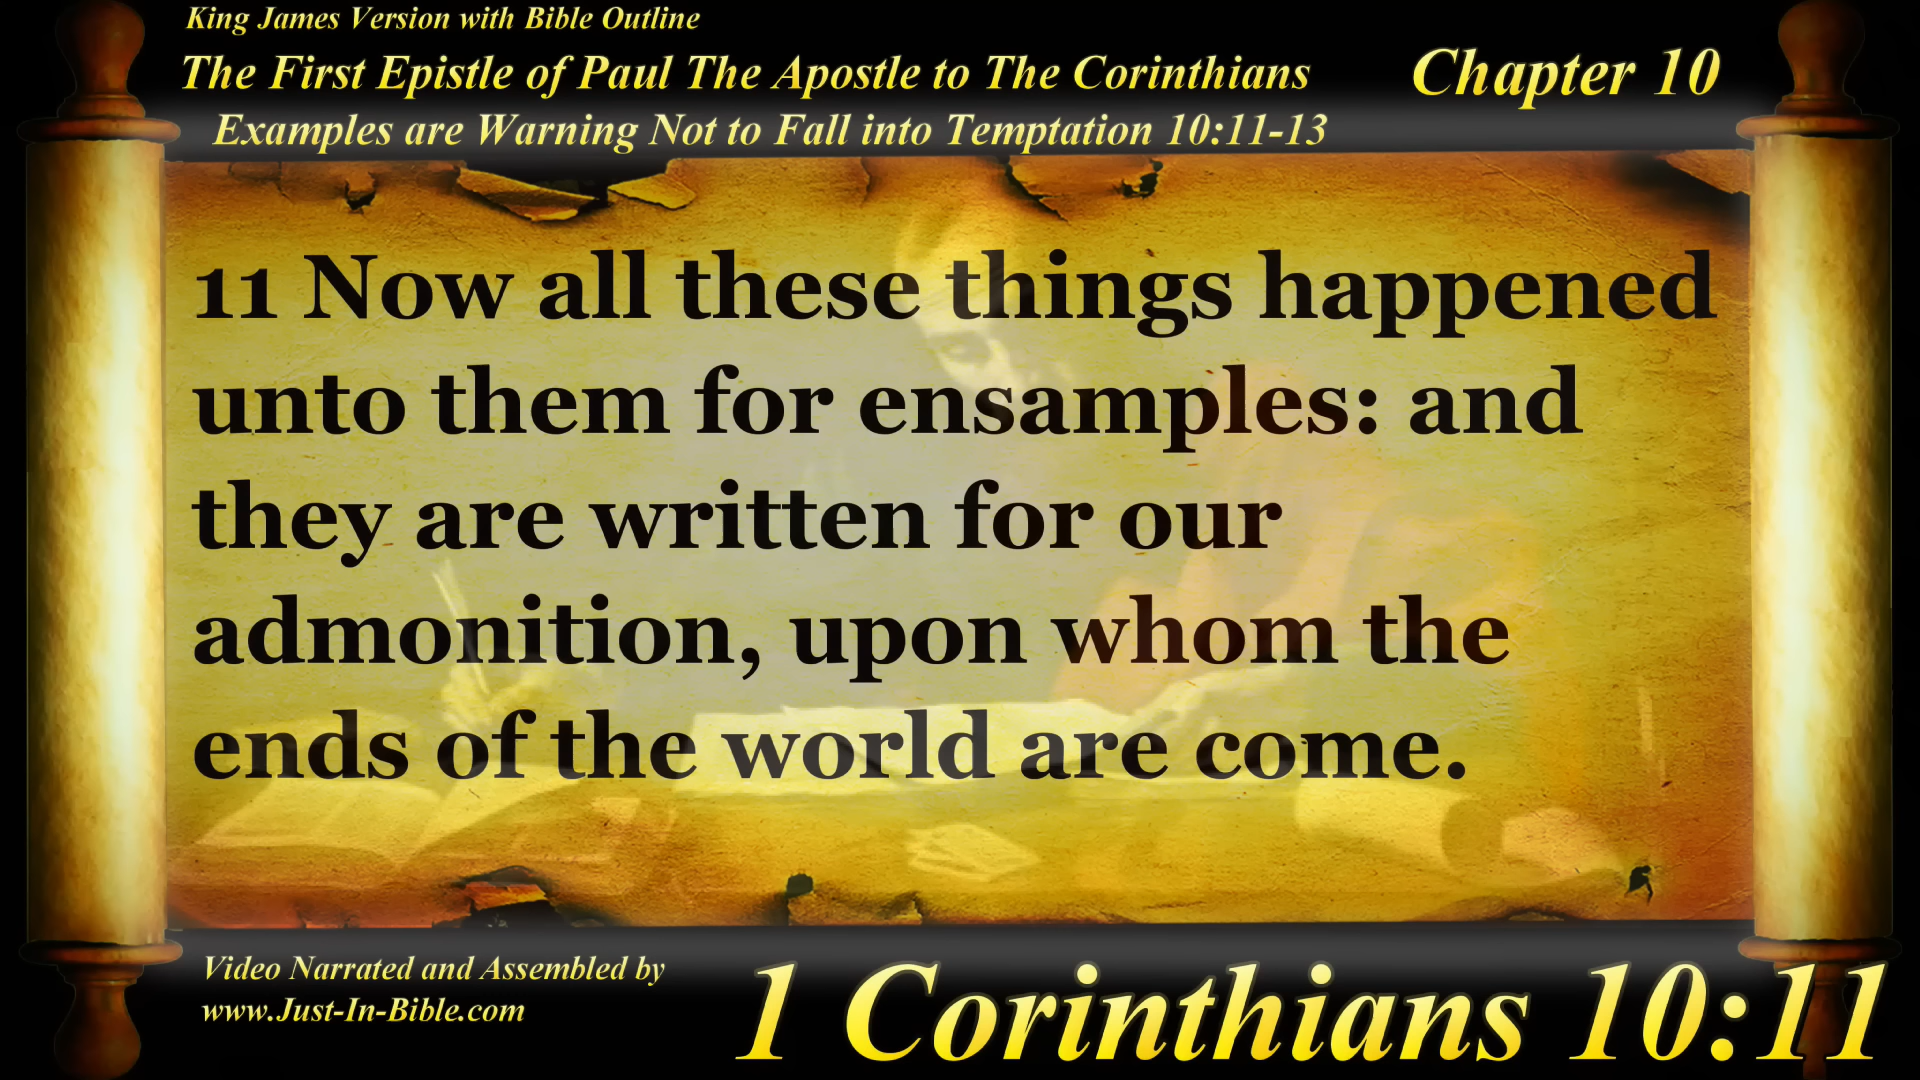 King James Version with Bible Outline
The First Epistle of Paul The Apostle to The Corinthians
Chapter 10
Examples are Warning Not to Fall into Temptation 10:11-13
11 Now all these things happened
unto them for ensamples: and
they are written for our
admonition, upon whom the
ends of the world are come.
Video Narrated and Assembled by
www.Just-In-Bible.com
1 Corinthians 10:11